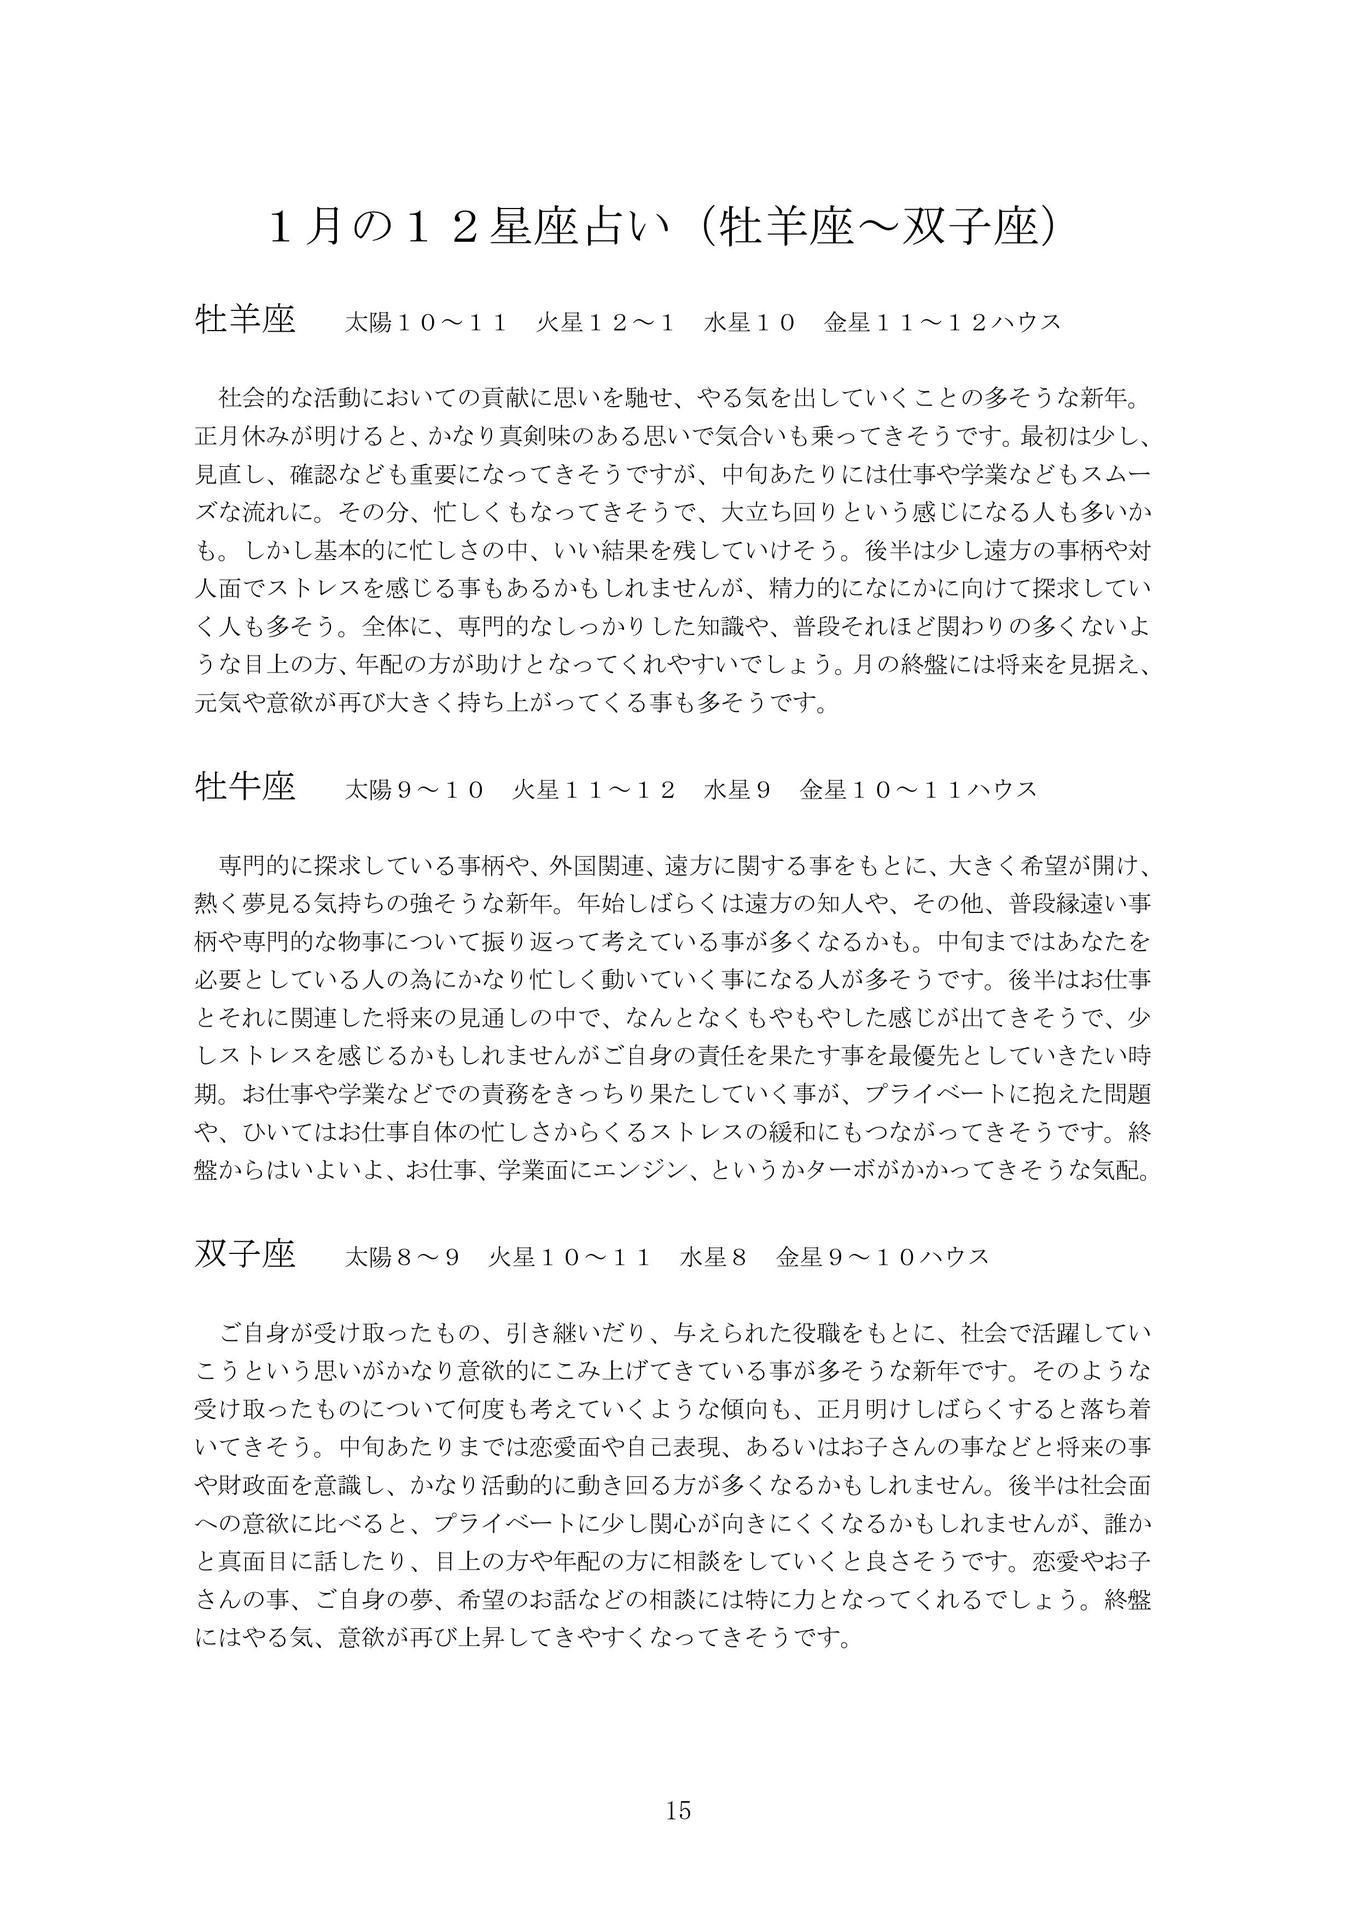 １月の１２星座占い（牡羊座～双子座）
牡羊座　太陽１０～１１　火星１２～１　水星１０　金星１１～１２ハウス
　社会的な活動においての貢献に思いを馳せ、やる気を出していくことの多そうな新年。
正月休みが明けると、かなり真剣味のある思いで気合いも乗ってきそうです。最初は少し、
見直し、確認なども重要になってきそうですが、中旬あたりには仕事や学業などもスムー
ズな流れに。その分、忙しくもなってきそうで、大立ち回りという感じになる人も多いか
も。しかし基本的に忙しさの中、いい結果を残していけそう。後半は少し遠方の事柄や対
人面でストレスを感じる事もあるかもしれませんが、精力的になにかに向けて探求してい
く人も多そう。全体に、専門的なしっかりした知識や、普段それほど関わりの多くないよ
うな目上の方、年配の方が助けとなってくれやすいでしょう。月の終盤には将来を見据え、
元気や意欲が再び大きく持ち上がってくる事も多そうです。
牡牛座　太陽９～１０　火星１１～１２　水星９　金星１０～１１ハウス
　専門的に探求している事柄や、外国関連、遠方に関する事をもとに、大きく希望が開け、
熱く夢見る気持ちの強そうな新年。年始しばらくは遠方の知人や、その他、普段縁遠い事
柄や専門的な物事について振り返って考えている事が多くなるかも。中旬まではあなたを
必要としている人の為にかなり忙しく動いていく事になる人が多そうです。後半はお仕事
とそれに関連した将来の見通しの中で、なんとなくもやもやした感じが出てきそうで、少
しストレスを感じるかもしれませんがご自身の責任を果たす事を最優先としていきたい時
期。お仕事や学業などでの責務をきっちり果たしていく事が、プライベートに抱えた問題
や、ひいてはお仕事自体の忙しさからくるストレスの緩和にもつながってきそうです。終
盤からはいよいよ、お仕事、学業面にエンジン、というかターボがかかってきそうな気配。
双子座　太陽８～９　火星１０～１１　水星８　金星９～１０ハウス
　ご自身が受け取ったもの、引き継いだり、与えられた役職をもとに、社会で活躍してい
こうという思いがかなり意欲的にこみ上げてきている事が多そうな新年です。そのような
受け取ったものについて何度も考えていくような傾向も、正月明けしばらくすると落ち着
いてきそう。中旬あたりまでは恋愛面や自己表現、あるいはお子さんの事などと将来の事
や財政面を意識し、かなり活動的に動き回る方が多くなるかもしれません。後半は社会面
への意欲に比べると、プライベートに少し関心が向きにくくなるかもしれませんが、誰か
と真面目に話したり、目上の方や年配の方に相談をしていくと良さそうです。恋愛やお子
さんの事、ご自身の夢、希望のお話などの相談には特に力となってくれるでしょう。終盤
にはやる気、意欲が再び上昇してきやすくなってきそうです。
15